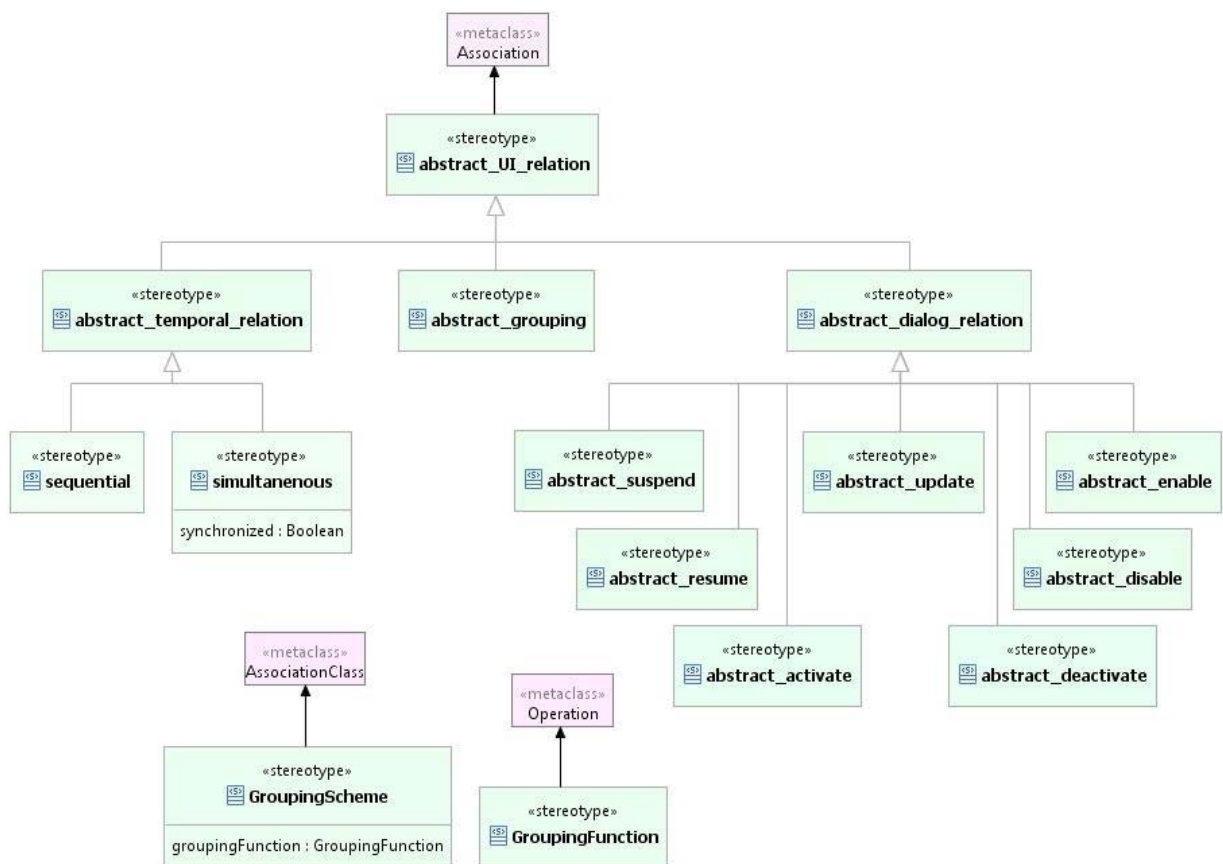 «metaclass»
Association
«stereotype»
abstract_UI_relation
«stereotype»
abstract_temporal_relation
«stereotype»
abstract_grouping
«stereotype»
abstract_dialog_relation
«stereotype»
sequential
«stereotype»
simultanenous
synchronized : Boolean
«stereotype»
abstract_suspend
«stereotype»
abstract_update
«stereotype»
abstract_enable
«stereotype»
abstract_resume
«stereotype»
abstract_disable
«stereotype»
abstract_activate
«stereotype»
abstract_deactivate
«metaclass»
AssociationClass
«metaclass»
Operation
«stereotype»
GroupingScheme
groupingFunction : GroupingFunction
«stereotype»
GroupingFunction